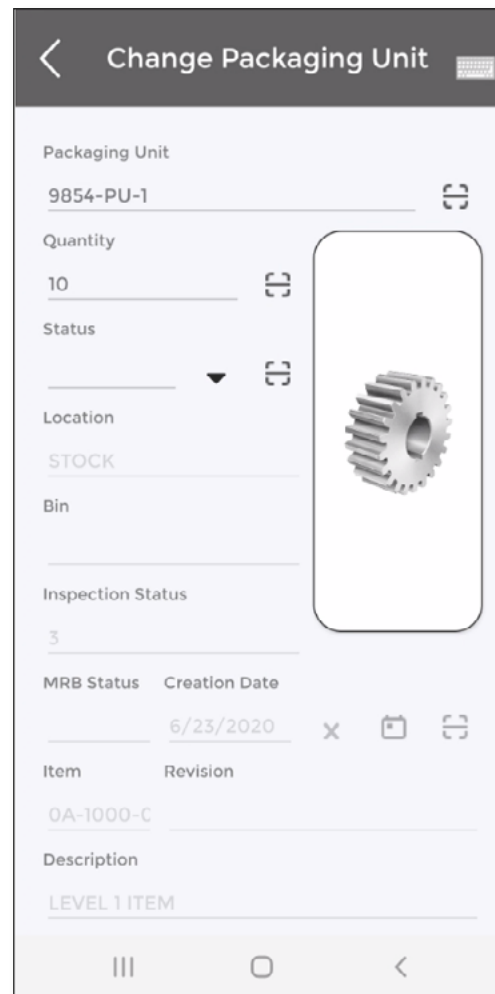 Change Packaging Unit
Packaging Unit
9854-PU-1
Quantity
10
Status
Location
STOCK
Bin
Inspection Status
3
MRB Status Creation Date
6/23/2020
Item Revision
0A-1000-C
Description
LEVEL 1 ITEM